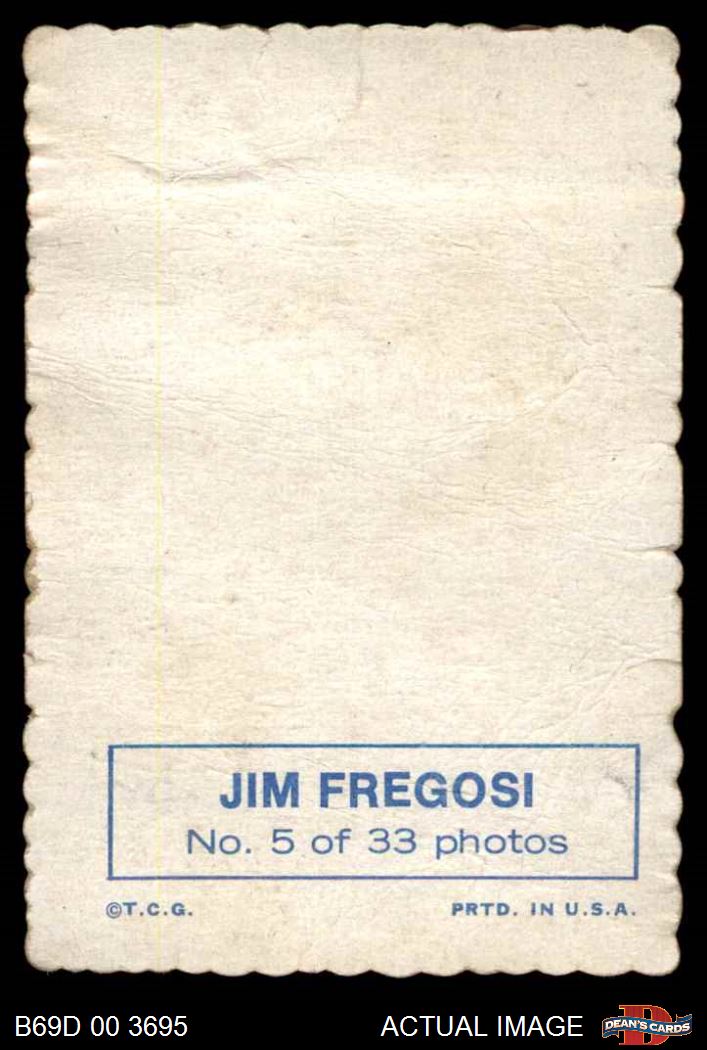 JIM FREGOSI
No. 5 of 33 photos
©T.C.G.
PRTD. IN U.S.A.
B69D 00 3695
ACTUAL IMAGE
D
DEAN'S CARDS